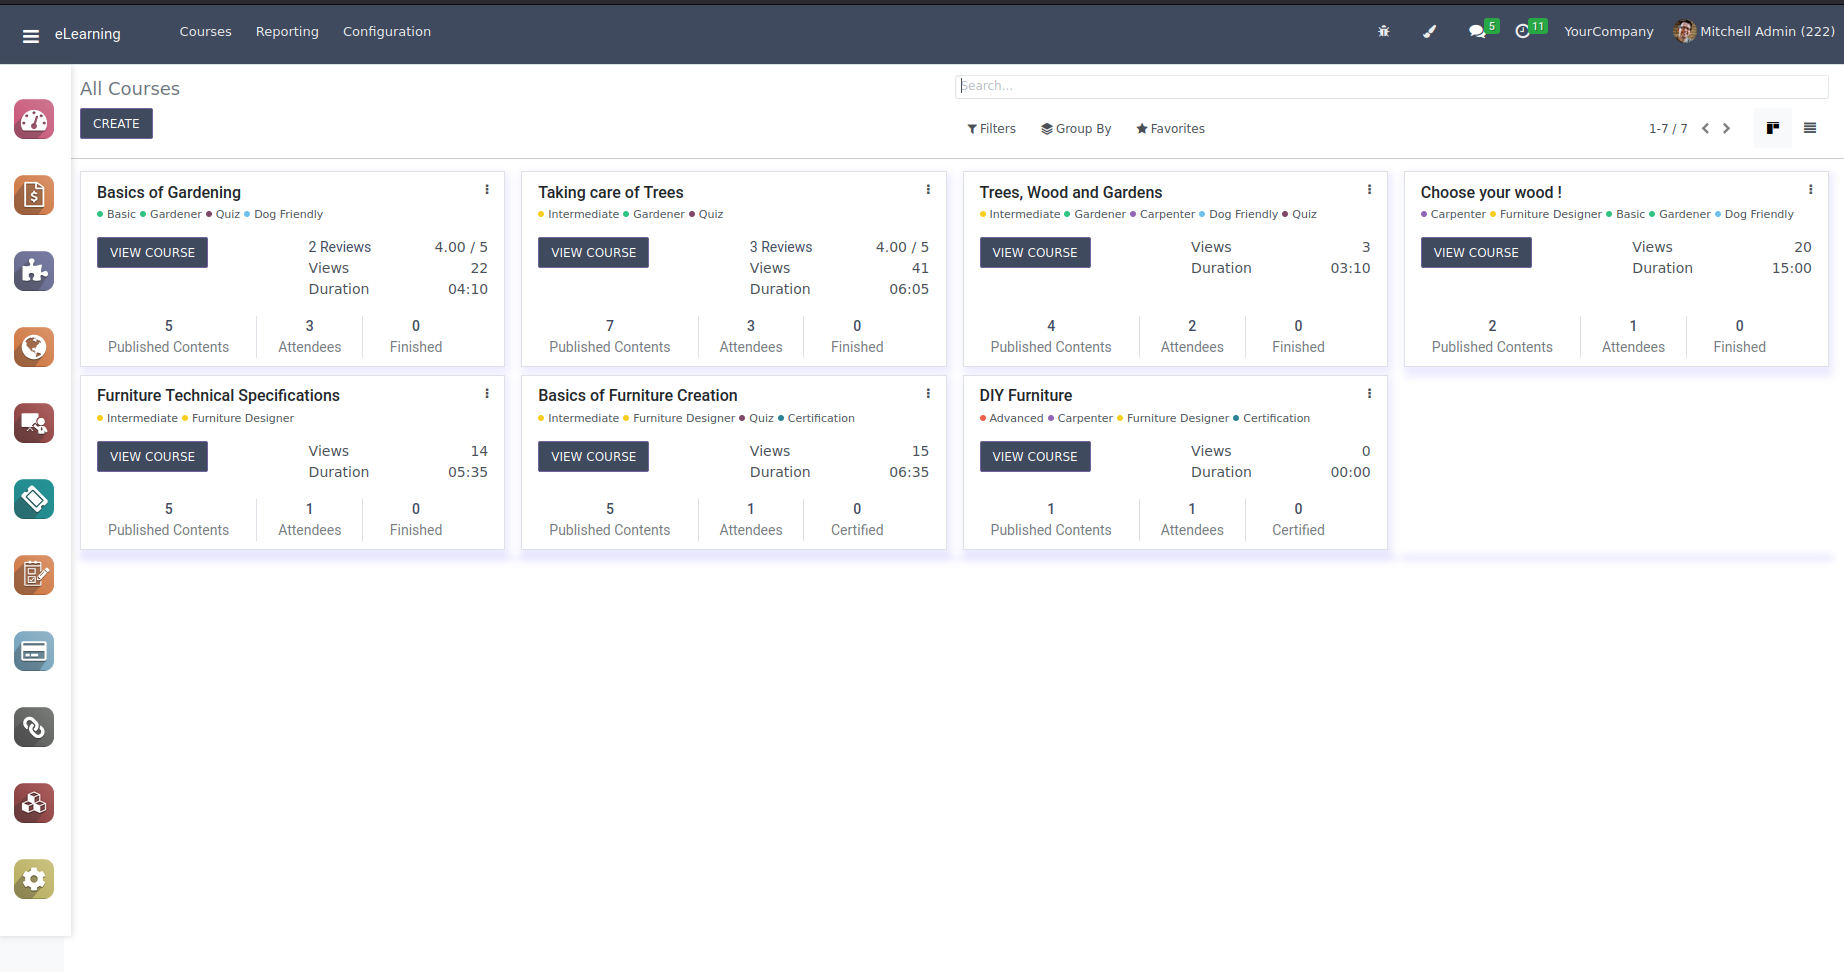 eLearning Courses Reporting Configuration 5 11 YourCompany Mitchell Admin (222)
All Courses
Search...
CREATE
Filters Group By Favorites 1-7 / 7
Basics of Gardening
Basic Gardener Quiz Dog Friendly
VIEW COURSE
2 Reviews 4.00 / 5
Views 22
Duration 04:10
5 3 0
Published Contents Attendees Finished
Taking care of Trees
Intermediate Gardener Quiz
VIEW COURSE
3 Reviews 4.00 / 5
Views 41
Duration 06:05
7 3 0
Published Contents Attendees Finished
Trees, Wood and Gardens
Intermediate Gardener Carpenter Dog Friendly Quiz
VIEW COURSE
Views 3
Duration 03:10
4 2 0
Published Contents Attendees Finished
Choose your wood !
Carpenter Furniture Designer Basic Gardener Dog Friendly
VIEW COURSE
Views 20
Duration 15:00
2 1 0
Published Contents Attendees Finished
Furniture Technical Specifications
Intermediate Furniture Designer
VIEW COURSE
Views 14
Duration 05:35
5 1 0
Published Contents Attendees Finished
Basics of Furniture Creation
Intermediate Furniture Designer Quiz Certification
VIEW COURSE
Views 15
Duration 06:35
5 1 0
Published Contents Attendees Certified
DIY Furniture
Advanced Carpenter Furniture Designer Certification
VIEW COURSE
Views 0
Duration 00:00
1 1 0
Published Contents Attendees Certified